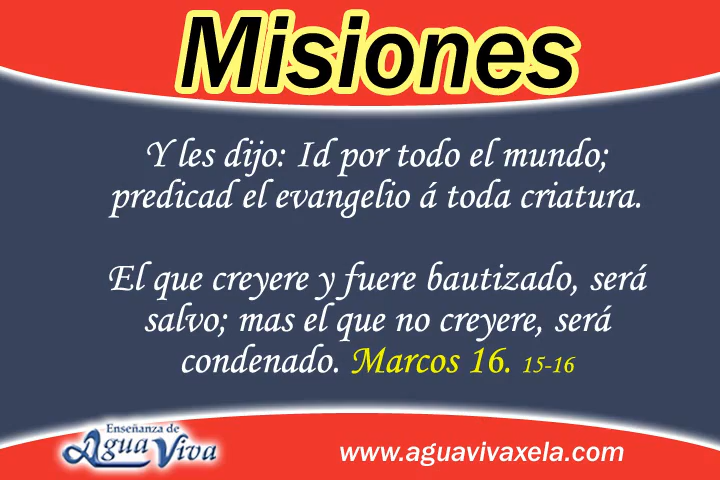 Misiones
Y les dijo: Id por todo el mundo;
predicad el evangelio á toda criatura.
El que creyere y fuere bautizado, será
salvo; mas el que no creyere, será
condenado. Marcos 16. 15-16
Enseñanza de
Agua Viva
www.aguavivaxela.com